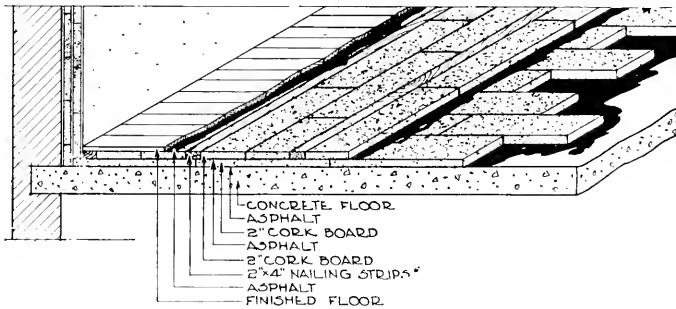 CONCRETE FLOOR
ASPHALT
2" CORK BOARD
ASPHALT
2" CORK BOARD
2"x4" NAILING STRIPS
ASPHALT
FINISHED FLOOR